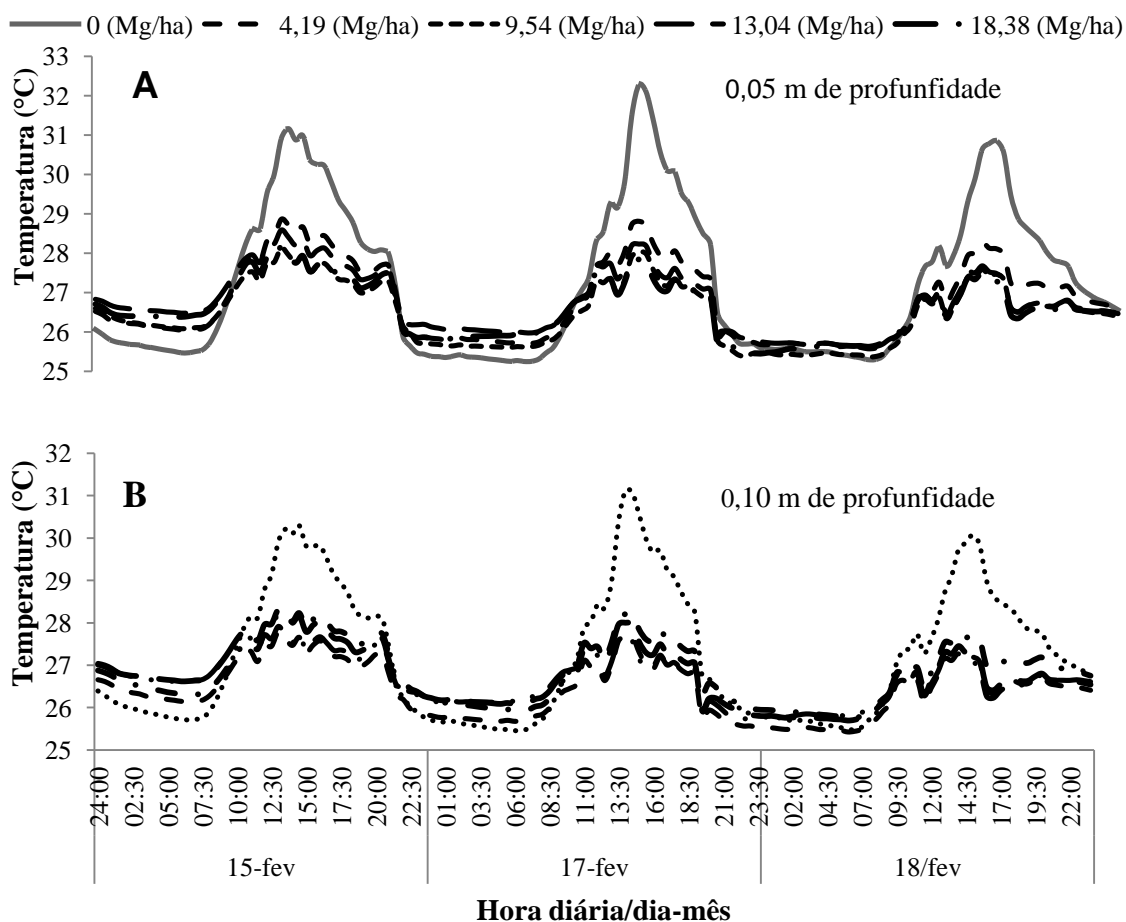 0 (Mg/ha) 4,19 (Mg/ha) 9,54 (Mg/ha) 13,04 (Mg/ha) 18,38 (Mg/ha)
33
32
31
30
29
28
27
26
25
Temperatura (°C)
A
0,05 m de profunfidade
32
31
30
29
28
27
26
25
Temperatura (°C)
B
0,10 m de profunfidade
24:00 02:30 05:00 07:30 10:00 12:30 15:00 17:30 20:00 22:30 01:00 03:30 06:00 08:30 11:00 13:30 16:00 18:30 21:00 23:30 02:00 04:30 07:00 09:30 12:00 14:30 17:00 19:30 22:00
15-fev 17-fev 18/fev
Hora diária/dia-mês